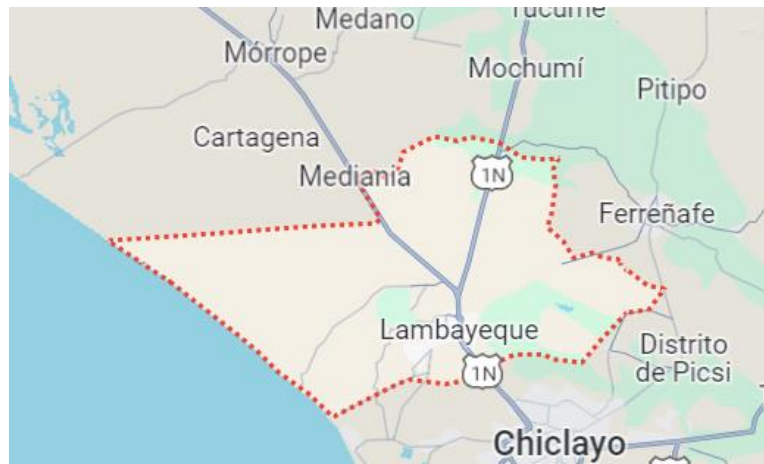 Medano
Túcume
Mórrope
Mochumí
Pitipo
Cartagena
Mediania
1N
Ferreñafe
Lambayeque
Distrito
de Picsi
1N
Chiclayo